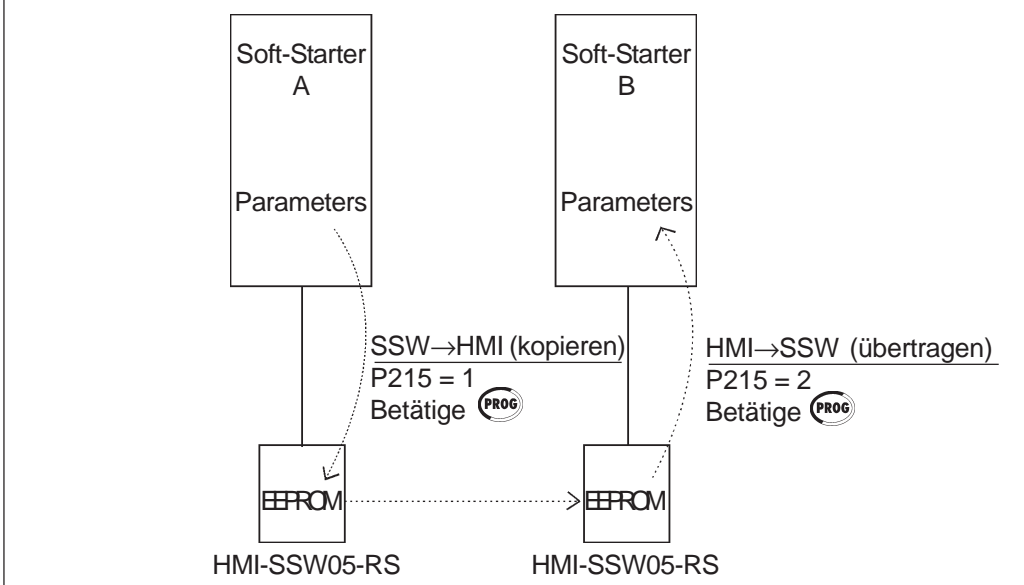 Soft-Starter
A
Parameters
SSW→HMI (kopieren)
P215 = 1
Betätige PROG
EEPROM
HMI-SSW05-RS
Soft-Starter
B
Parameters
HMI→SSW (übertragen)
P215 = 2
Betätige PROG
EEPROM
HMI-SSW05-RS